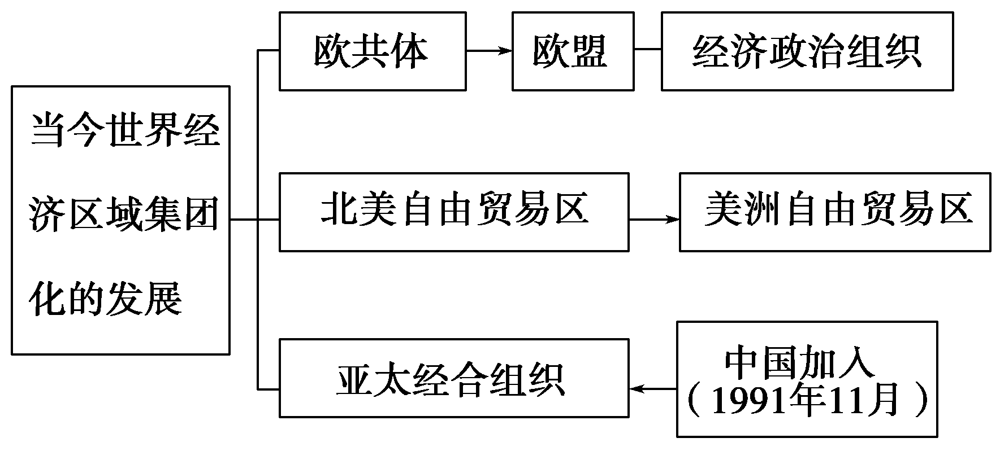 当今世界经
济区域集团
化的发展
欧共体
欧盟
经济政治组织
北美自由贸易区
美洲自由贸易区
亚太经合组织
中国加入
（1991年11月）